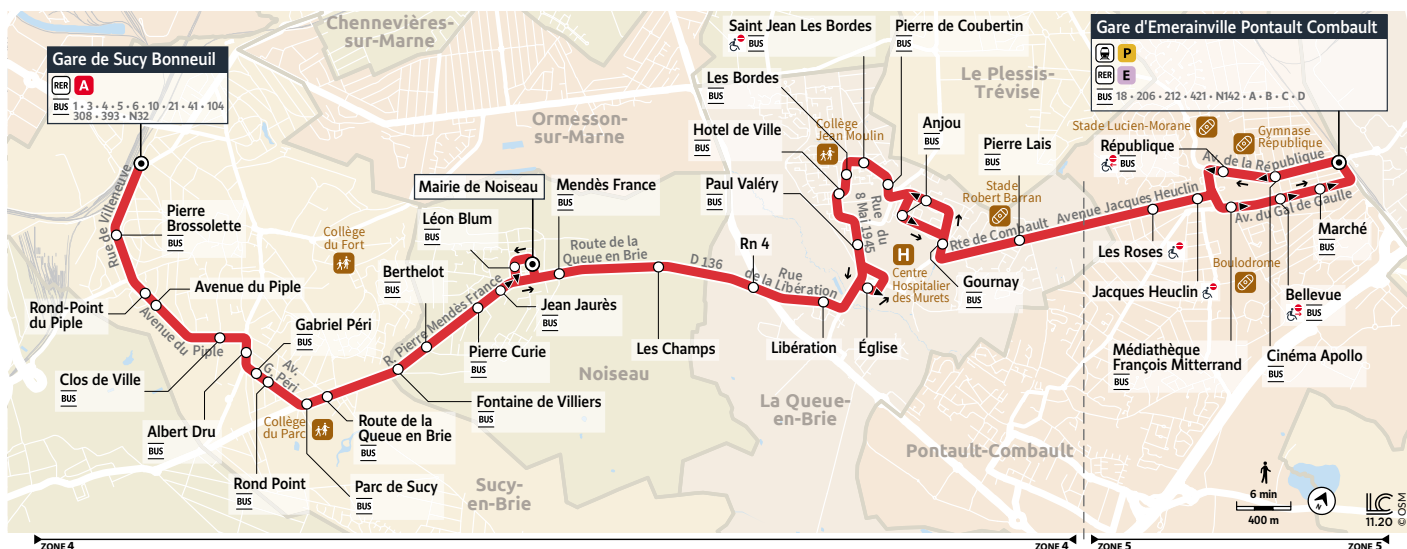 Gare de Sucy Bonneuil
RER A
BUS 1 • 3 • 4 • 5 • 6 • 10 • 21 • 41 • 104
308 • 393 • N32
Chennevières-
sur-Marne
Ormesson-
sur-Marne
Saint Jean Les Bordes
BUS
Pierre de Coubertin
BUS
Le Plessis-
Trévise
Gare d'Emerainville Pontault Combault
P
RER E
BUS 18 • 206 • 212 • 421 • N142 • A • B • C • D
Les Bordes
BUS
Hotel de Ville
BUS
Collège
Jean Moulin
Anjou
BUS
Pierre Lais
BUS
Stade Lucien-Morane
Gymnase
République
République
BUS
Av. de la République
Av. du Gal de Gaulle
Rue de Villeneuve
Pierre
Brossolette
BUS
Mairie de Noiseau
Léon Blum
BUS
Mendès France
BUS
Paul Valéry
BUS
Rue du
8 Mai 1945
Stade
Robert Barran
Avenue Jacques Heuclin
Rte de Combault
Marché
BUS
Collège
du Fort
Berthelot
BUS
Route de la
Queue en Brie
D 136
Rn 4
Rue
de la Libération
H
Centre
Hospitalier
des Murets
Gournay
BUS
Les Roses
Boulodrome
Jacques Heuclin
Bellevue
BUS
Rond-Point
du Piple
Avenue du Piple
Avenue du Piple
Gabriel Péri
BUS
R. Pierre Mendès France
Jean Jaurès
BUS
Pierre Curie
BUS
Les Champs
Libération
Église
Médiathèque
François Mitterrand
BUS
Cinéma Apollo
BUS
Clos de Ville
BUS
Av.
G. Péri
Noiseau
Fontaine de Villiers
BUS
La Queue-
en-Brie
Albert Dru
BUS
Collège
du Parc
Route de la
Queue en Brie
BUS
Pontault-Combault
Rond Point
BUS
Parc de Sucy
BUS
Sucy-
en-Brie
6 min
400 m
N
LC
11.20
© OSM
ZONE 4
ZONE 4
ZONE 5
ZONE 5